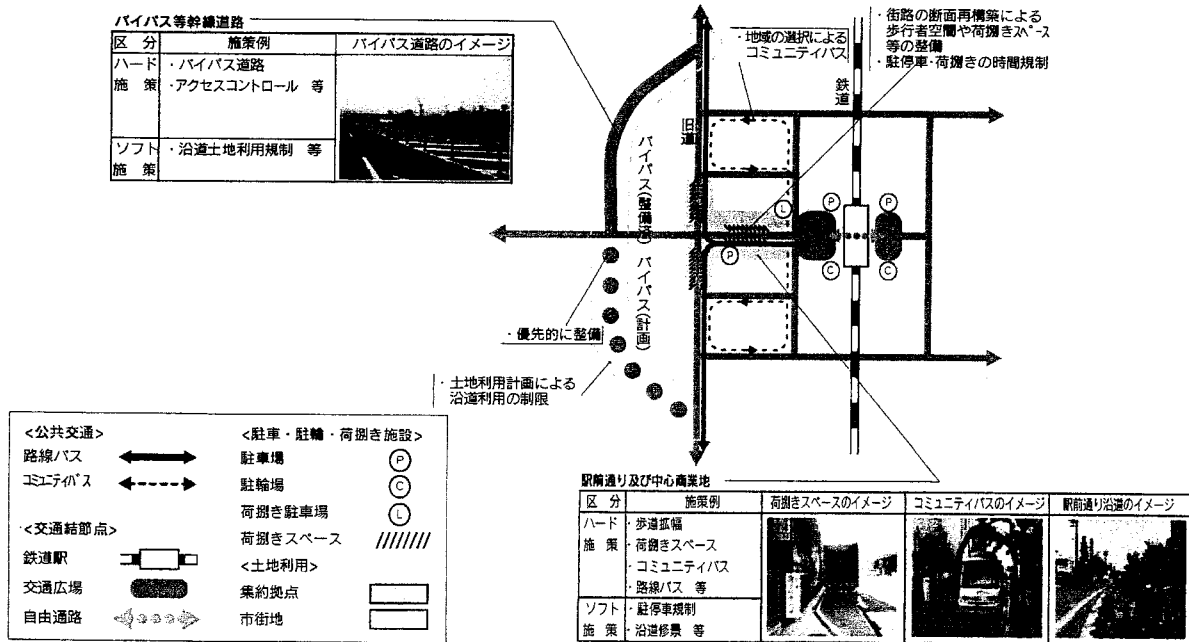 バイパス等幹線道路
区 分 施策例 バイパス道路のイメージ
ハード
施 策
・バイパス道路
・アクセスコントロール 等
ソフト
施 策
・沿道土地利用規制 等
・地域の選択による
コミュニティバス
・街路の断面再構築による
歩行者空間や荷捌きスペース
等の整備
・駐停車・荷捌きの時間規制
鉄道
旧道
バイパス(整備済)
バイパス(計画)
L
P
P
P
C
C
・優先的に整備
・土地利用計画による
沿道利用の制限
<公共交通>
路線バス
コミュニティバス
<交通結節点>
鉄道駅
交通広場
自由通路
<駐車・駐輪・荷捌き施設>
駐車場 P
駐輪場 C
荷捌き駐車場 L
荷捌きスペース
<土地利用>
集約拠点
市街地
駅前通り及び中心商業地
区 分 施策例 荷捌きスペースのイメージ コミュニティバスのイメージ 駅前通り沿道のイメージ
ハード
施 策
・歩道拡幅
・荷捌きスペース
・コミュニティバス
・路線バス 等
ソフト
施 策
・駐停車規制
・沿道修景 等